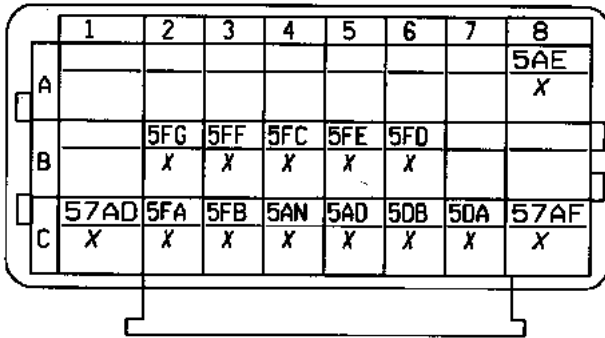 1 2 3 4 5 6 7 8
5AE
A X
5FG 5FF 5FC 5FE 5FD
B X X X X X
57AD 5FA 5FB 5AN 5AD 5DB 5DA 57AF
C X X X X X X X X